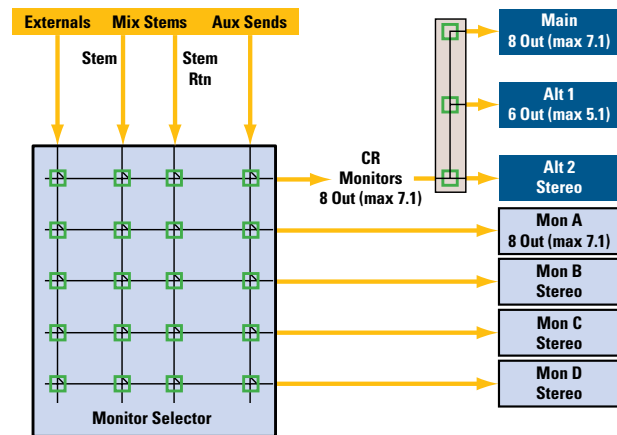 Externals Mix Stems Aux Sends
Stem
Stem
Rtn
Main
8 Out (max 7.1)
Alt 1
6 Out (max 5.1)
CR
Monitors
8 Out (max 7.1)
Alt 2
Stereo
Mon A
8 Out (max 7.1)
Mon B
Stereo
Mon C
Stereo
Mon D
Stereo
Monitor Selector